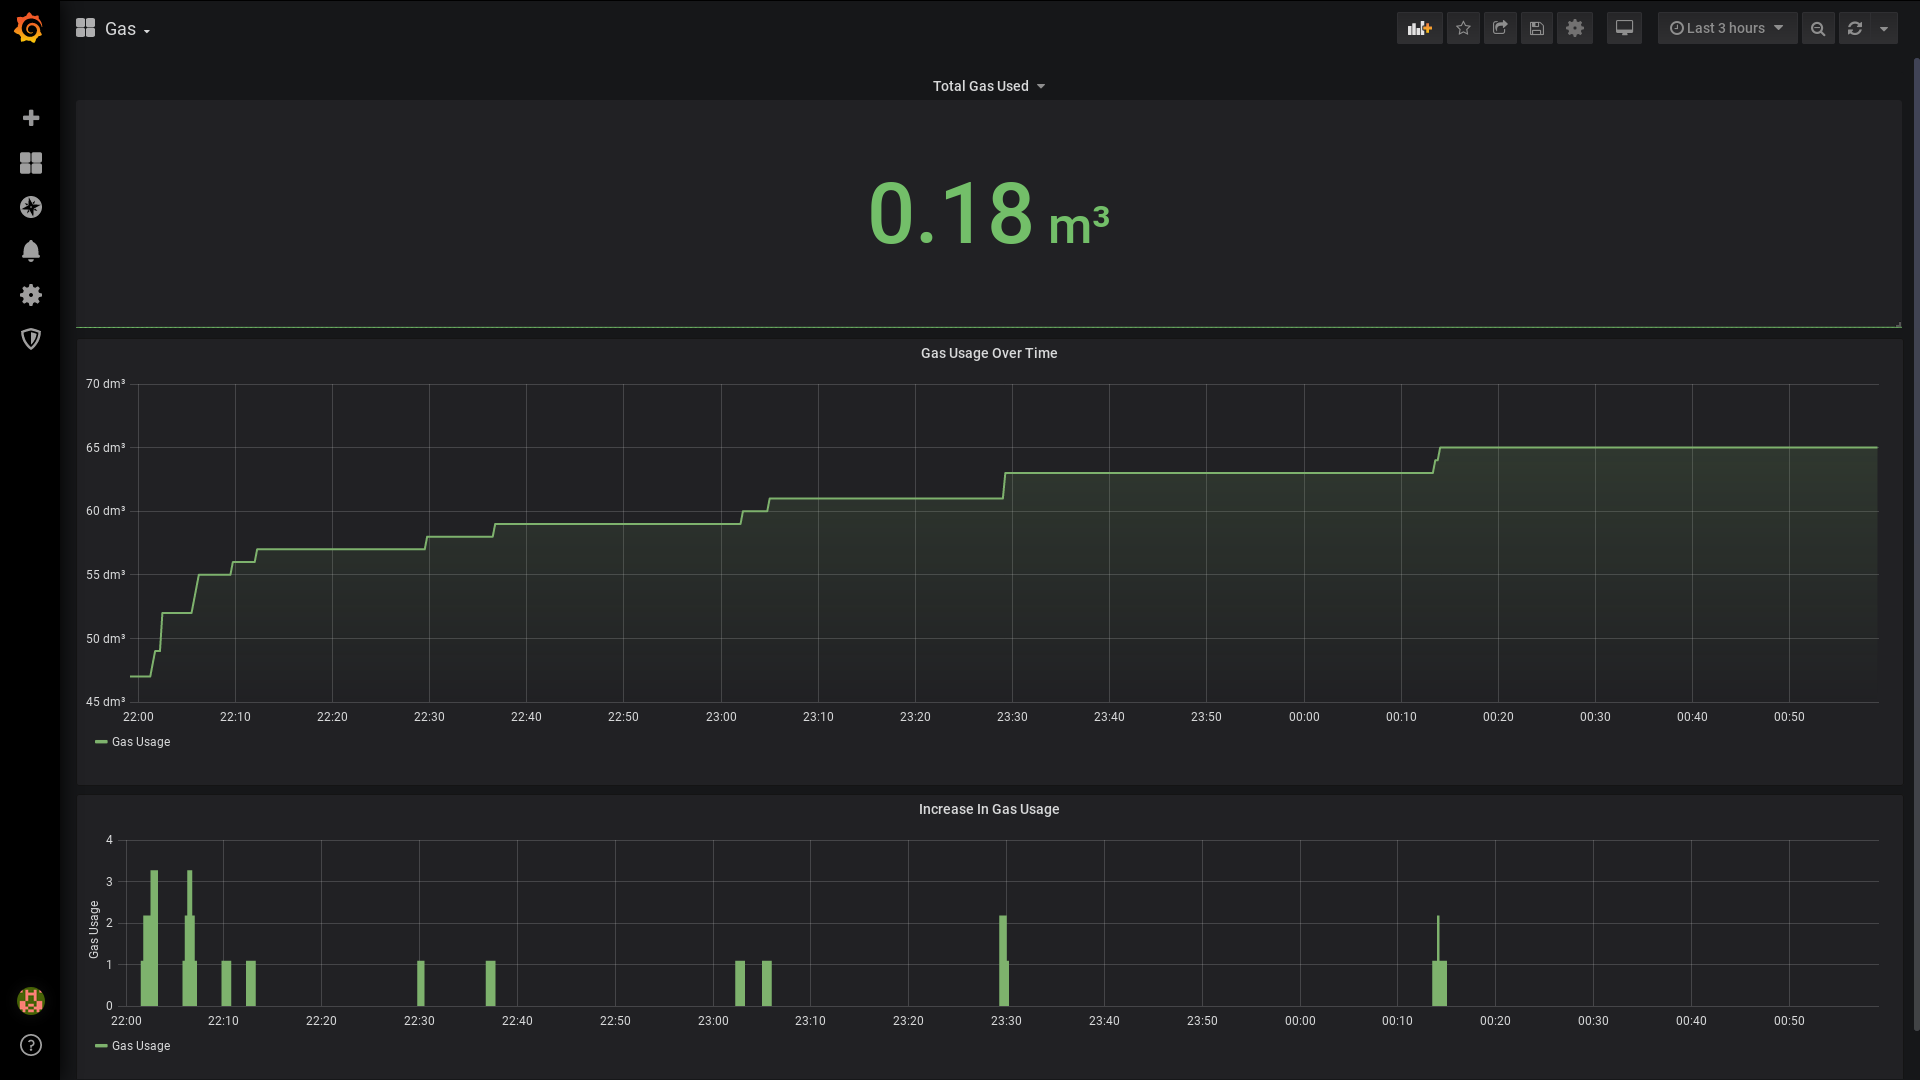 Gas
Last 3 hours
Total Gas Used
0.18 m³
Gas Usage Over Time
70 dm³
65 dm³
60 dm³
55 dm³
50 dm³
45 dm³
22:00 22:10 22:20 22:30 22:40 22:50 23:00 23:10 23:20 23:30 23:40 23:50 00:00 00:10 00:20 00:30 00:40 00:50
Gas Usage
Increase In Gas Usage
Gas Usage
4
3
2
1
0
22:00 22:10 22:20 22:30 22:40 22:50 23:00 23:10 23:20 23:30 23:40 23:50 00:00 00:10 00:20 00:30 00:40 00:50
Gas Usage